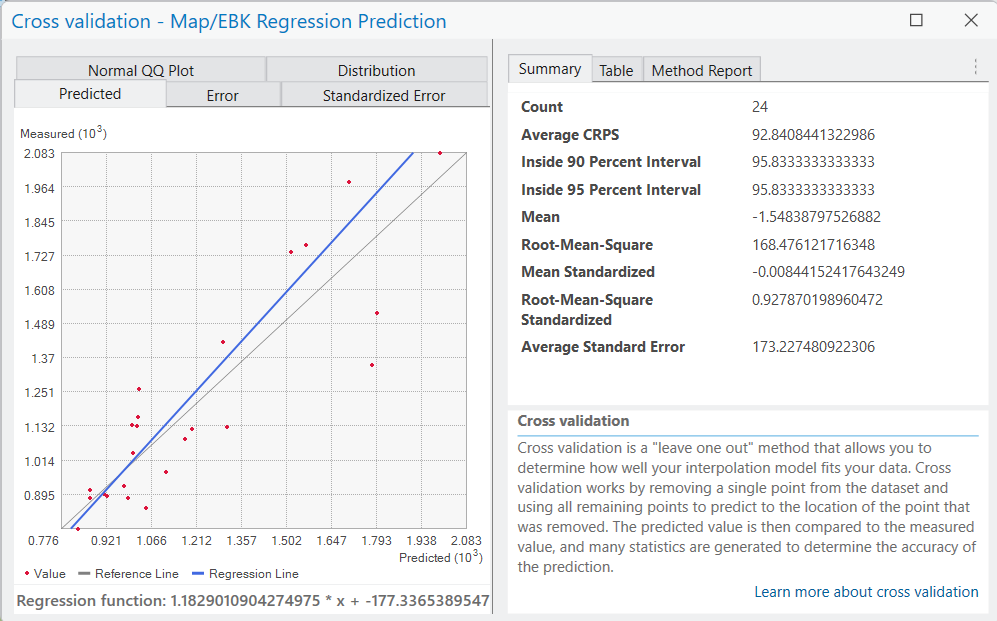 Cross validation - Map/EBK Regression Prediction
Normal QQ Plot
Distribution
Predicted
Error
Standardized Error
Measured (10³)
2.083
1.964
1.845
1.727
1.608
1.489
1.37
1.251
1.132
1.014
0.895
0.776 0.921 1.066 1.212 1.357 1.502 1.647 1.793 1.938 2.083
Predicted (10³)
Value Reference Line Regression Line
Regression function: 1.1829010904274975 * x + -177.3365389547
Summary Table Method Report
Count 24
Average CRPS 92.8408441322986
Inside 90 Percent Interval 95.8333333333333
Inside 95 Percent Interval 95.8333333333333
Mean -1.54838797526882
Root-Mean-Square 168.476121716348
Mean Standardized -0.00844152417643249
Root-Mean-Square 0.927870198960472
Standardized
Average Standard Error 173.227480922306
Cross validation
Cross validation is a "leave one out" method that allows you to
determine how well your interpolation model fits your data. Cross
validation works by removing a single point from the dataset and
using all remaining points to predict to the location of the point that
was removed. The predicted value is then compared to the measured
value, and many statistics are generated to determine the accuracy of
the prediction.
Learn more about cross validation